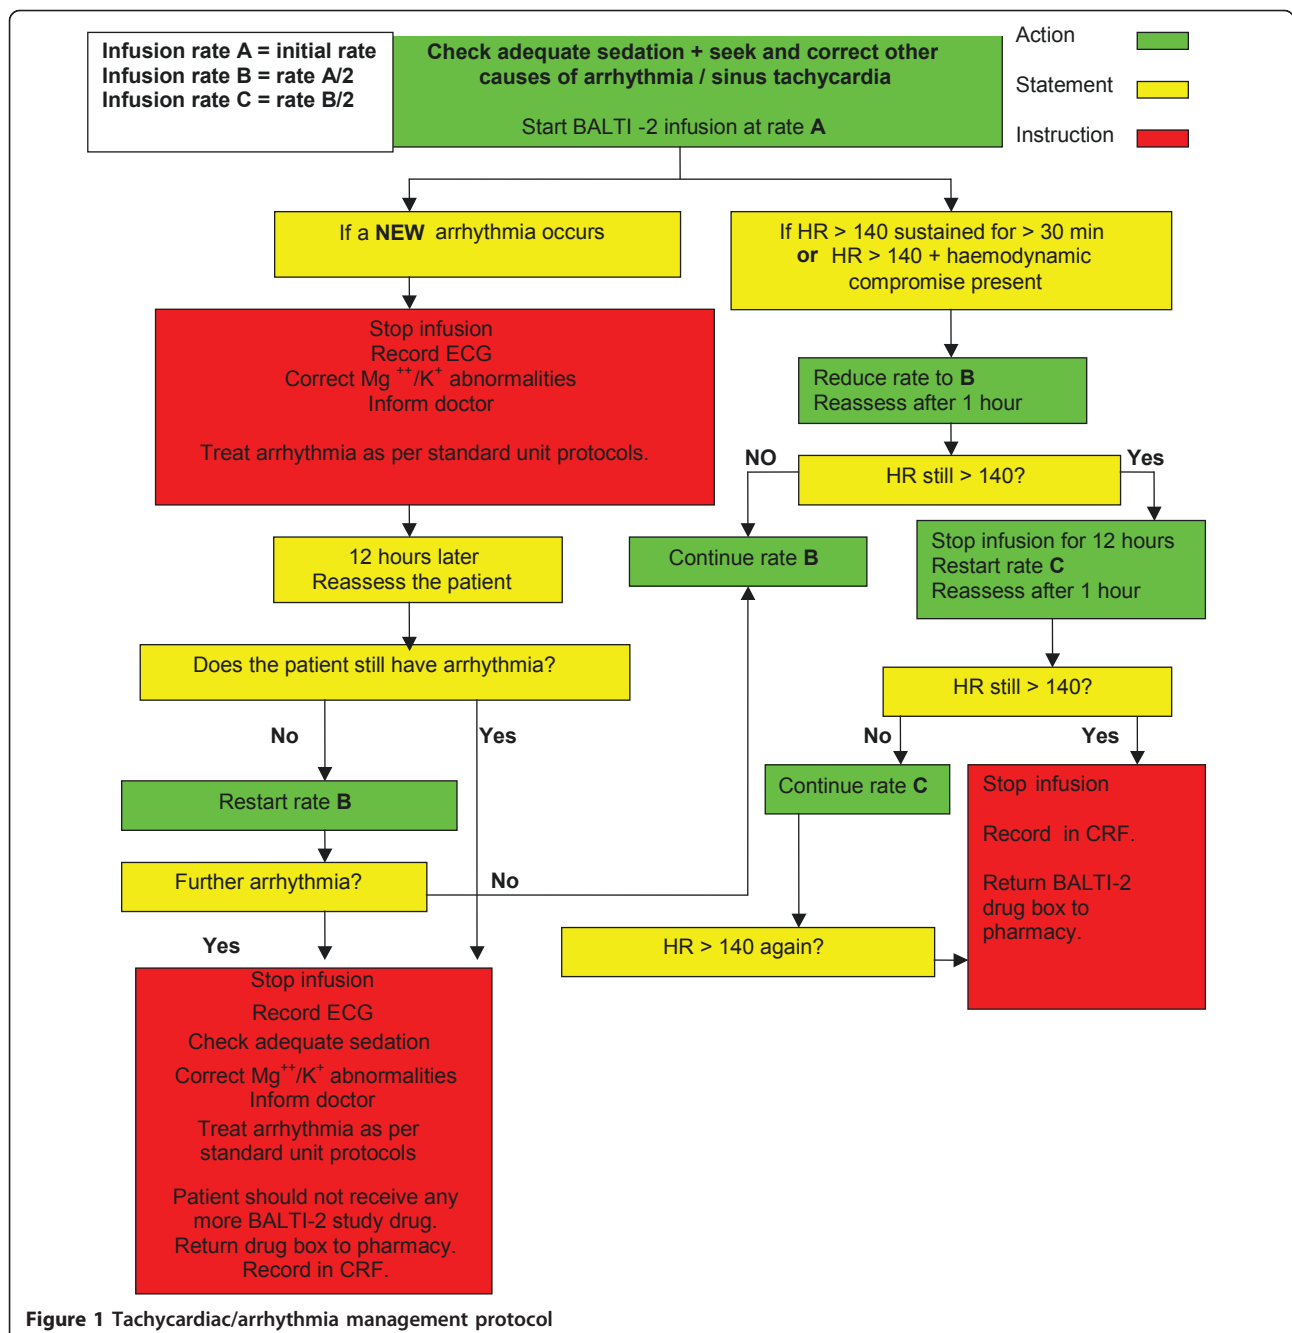 Infusion rate A = initial rate
Infusion rate B = rate A/2
Infusion rate C = rate B/2
Check adequate sedation + seek and correct other
causes of arrhythmia / sinus tachycardia
Start BALTI -2 infusion at rate A
Action
Statement
Instruction
If a NEW arrhythmia occurs
If HR > 140 sustained for > 30 min
or HR > 140 + haemodynamic
compromise present
Stop infusion
Record ECG
Correct Mg ++/K+ abnormalities
Inform doctor
Treat arrhythmia as per standard unit protocols.
Reduce rate to B
Reassess after 1 hour
NO
HR still > 140?
Yes
12 hours later
Reassess the patient
Continue rate B
Stop infusion for 12 hours
Restart rate C
Reassess after 1 hour
Does the patient still have arrhythmia?
HR still > 140?
No
Yes
No
Yes
Restart rate B
Continue rate C
Stop infusion
Record in CRF.
Return BALTI-2
drug box to
pharmacy.
Further arrhythmia?
No
Yes
HR > 140 again?
Stop infusion
Record ECG
Check adequate sedation
Correct Mg++/K+ abnormalities
Inform doctor
Treat arrhythmia as per
standard unit protocols
Patient should not receive any
more BALTI-2 study drug.
Return drug box to pharmacy.
Record in CRF.
Figure 1 Tachycardiac/arrhythmia management protocol